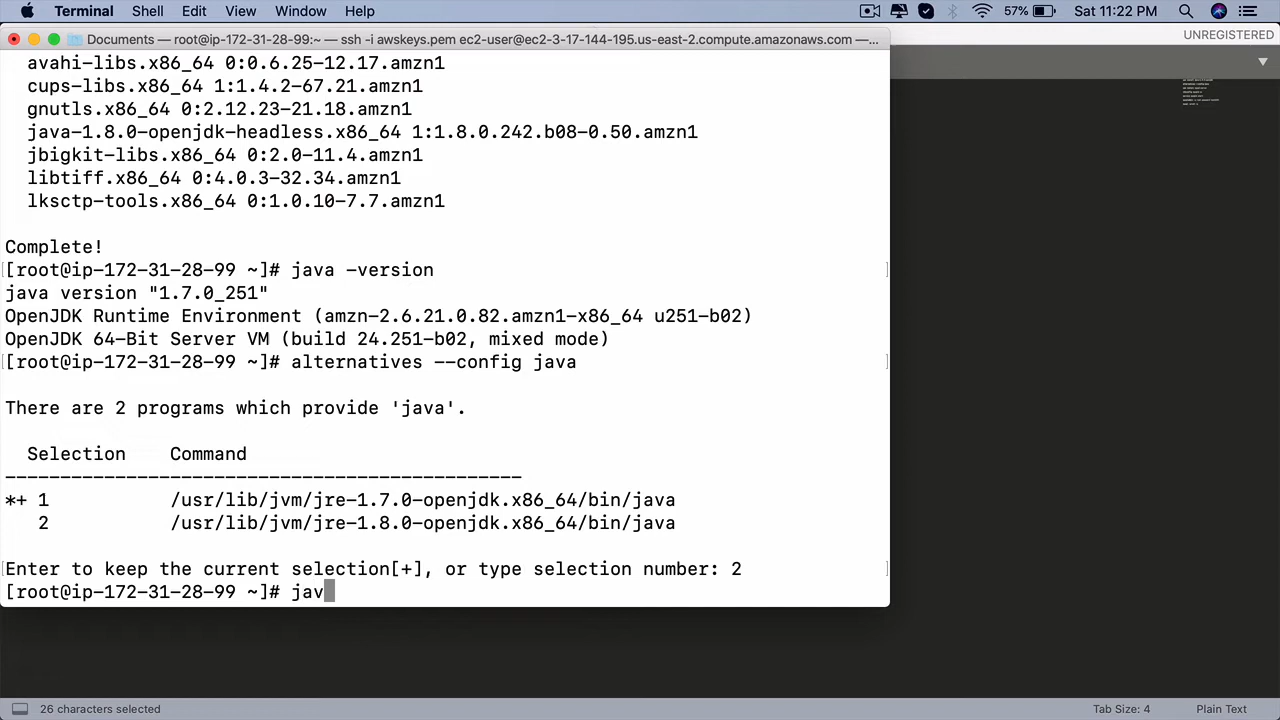 Terminal Shell Edit View Window Help 57% Sat 11:22 PM
Documents — root@ip-172-31-28-99:~ — ssh -i awskeys.pem ec2-user@ec2-3-17-144-195.us-east-2.compute.amazonaws.com —...
UNREGISTERED
avahi-libs.x86_64 0:0.6.25-12.17.amzn1
cups-libs.x86_64 1:1.4.2-67.21.amzn1
gnutls.x86_64 0:2.12.23-21.18.amzn1
java-1.8.0-openjdk-headless.x86_64 1:1.8.0.242.b08-0.50.amzn1
jbigkit-libs.x86_64 0:2.0-11.4.amzn1
libtiff.x86_64 0:4.0.3-32.34.amzn1
lksctp-tools.x86_64 0:1.0.10-7.7.amzn1
Complete!
[root@ip-172-31-28-99 ~]# java -version
java version "1.7.0_251"
OpenJDK Runtime Environment (amzn-2.6.21.0.82.amzn1-x86_64 u251-b02)
OpenJDK 64-Bit Server VM (build 24.251-b02, mixed mode)
[root@ip-172-31-28-99 ~]# alternatives --config java
There are 2 programs which provide 'java'.
Selection Command
-----------------------------------------------
*+ 1 /usr/lib/jvm/jre-1.7.0-openjdk.x86_64/bin/java
2 /usr/lib/jvm/jre-1.8.0-openjdk.x86_64/bin/java
Enter to keep the current selection[+], or type selection number: 2
[root@ip-172-31-28-99 ~]# jav
26 characters selected Tab Size: 4 Plain Text